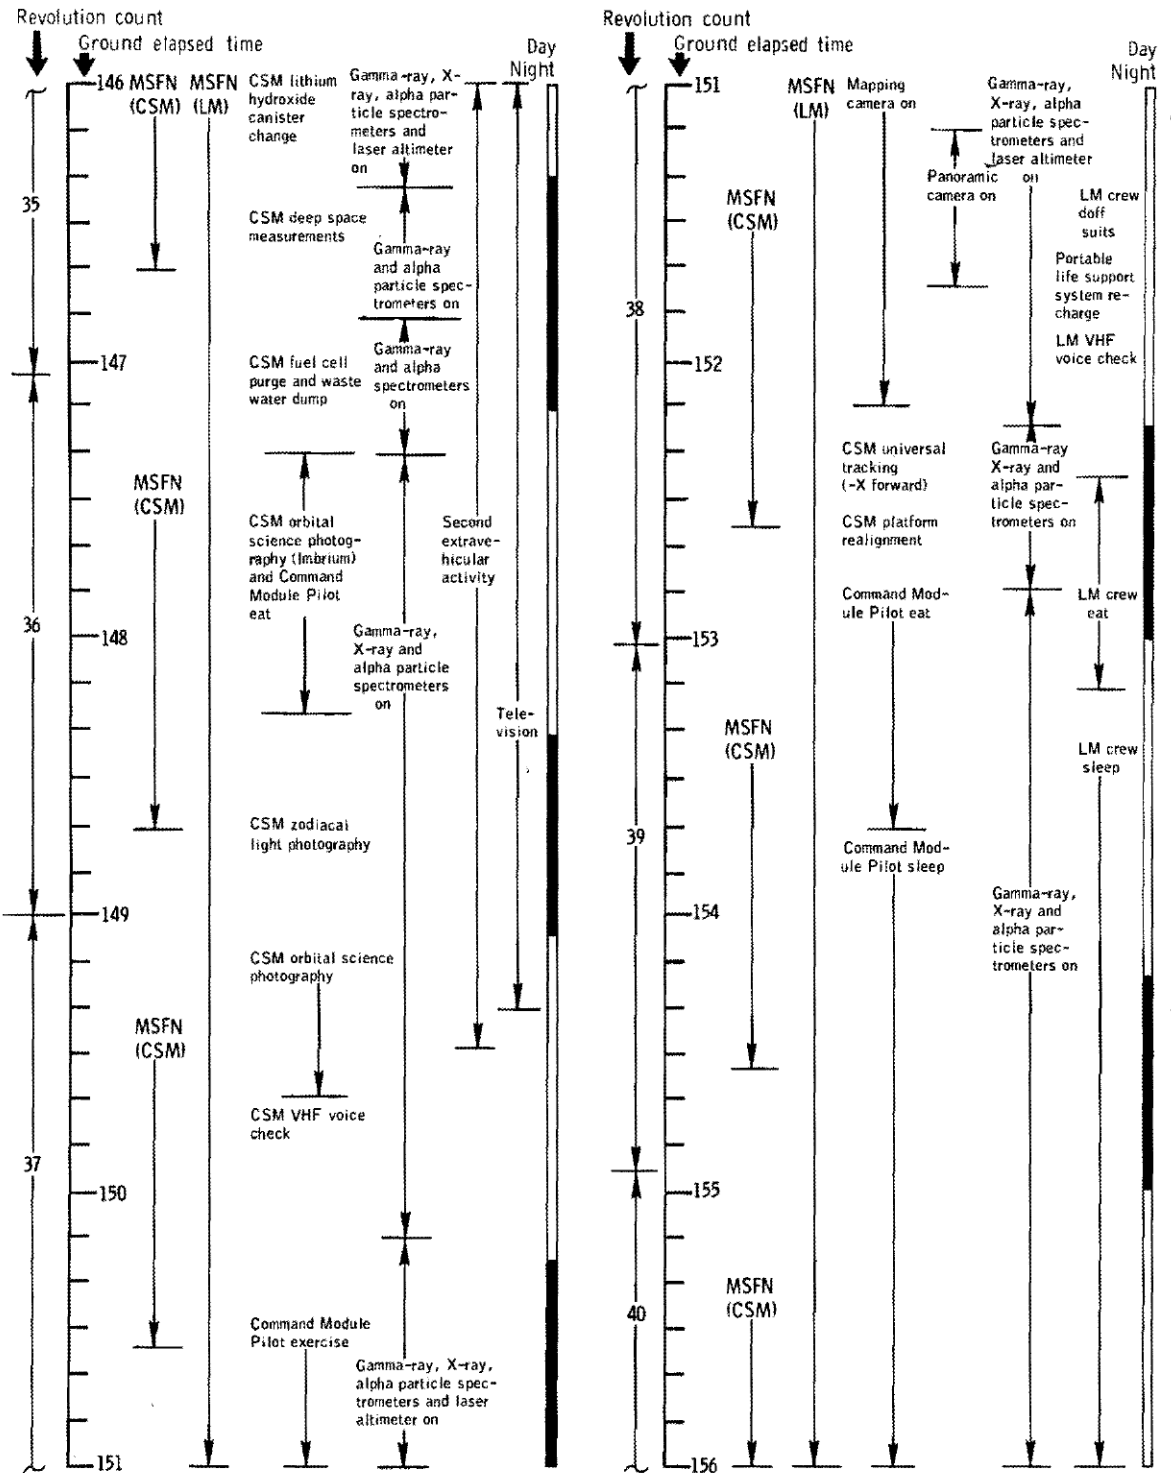 Revolution count
Ground elapsed time
Day
Night
146
MSFN
(CSM)
MSFN
(LM)
CSM lithium
hydroxide
canister
change
Gamma-ray, X-
ray, alpha par-
ticle spectro-
meters and
laser altimeter
on
35
CSM deep space
measurements
Gamma-ray
and alpha
particle spec-
trometers on
147
CSM fuel cell
purge and waste
water dump
Gamma-ray
and alpha
spectrometers
on
MSFN
(CSM)
CSM orbital
science photog-
raphy (Imbrium)
and Command
Module Pilot
eat
Second
extrave-
hicular
activity
36
148
Gamma-ray,
X-ray and
alpha particle
spectrometers
on
Tele-
vision
CSM zodiacal
light photography
149
CSM orbital science
photography
MSFN
(CSM)
CSM VHF voice
check
37
150
Command Module
Pilot exercise
Gamma-ray, X-ray,
alpha particle spec-
trometers and laser
altimeter on
151
Revolution count
Ground elapsed time
Day
Night
151
MSFN
(LM)
Mapping
camera on
Gamma-ray,
X-ray, alpha
particle spec-
trometers and
laser altimeter
on
Panoramic
camera on
MSFN
(CSM)
LM crew
doff
suits
Portable
life support
system re-
charge
38
LM VHF
voice check
152
CSM universal
tracking
(-X forward)
Gamma-ray
X-ray and
alpha par-
ticle spec-
trometers on
CSM platform
realignment
Command Mod-
ule Pilot eat
LM crew
eat
153
MSFN
(CSM)
LM crew
sleep
39
Command Mod-
ule Pilot sleep
154
Gamma-ray,
X-ray and
alpha par-
ticle spec-
trometers on
155
MSFN
(CSM)
40
156